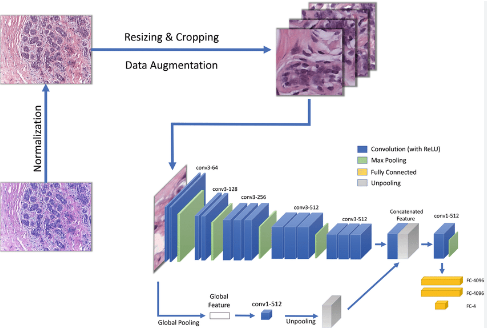 Resizing & Cropping
Data Augmentation
Normalization
Convolution (with ReLU)
Max Pooling
Fully Connected
Unpooling
conv3-64
conv3-128
conv3-256
conv3-512
conv3-512
Concatenated
Feature
conv1-512
FC-4096
FC-4096
FC-4
Global
Feature
conv1-512
Global Pooling
Unpooling